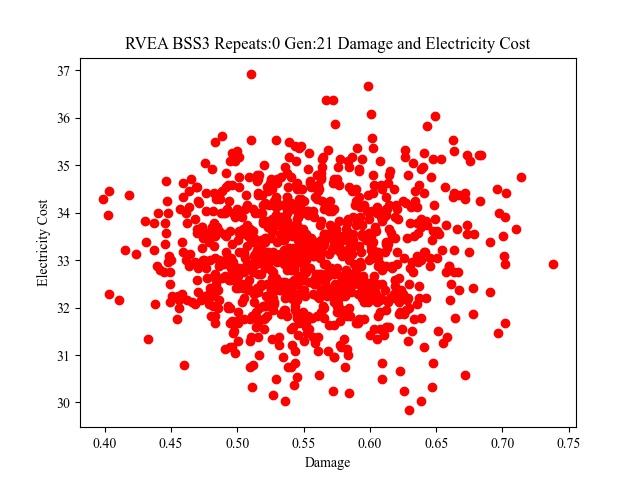 RVEA BSS3 Repeats:0 Gen:21 Damage and Electricity Cost
37
36
35
34
33
32
31
30
Electricity Cost
0.40 0.45 0.50 0.55 0.60 0.65 0.70 0.75
Damage